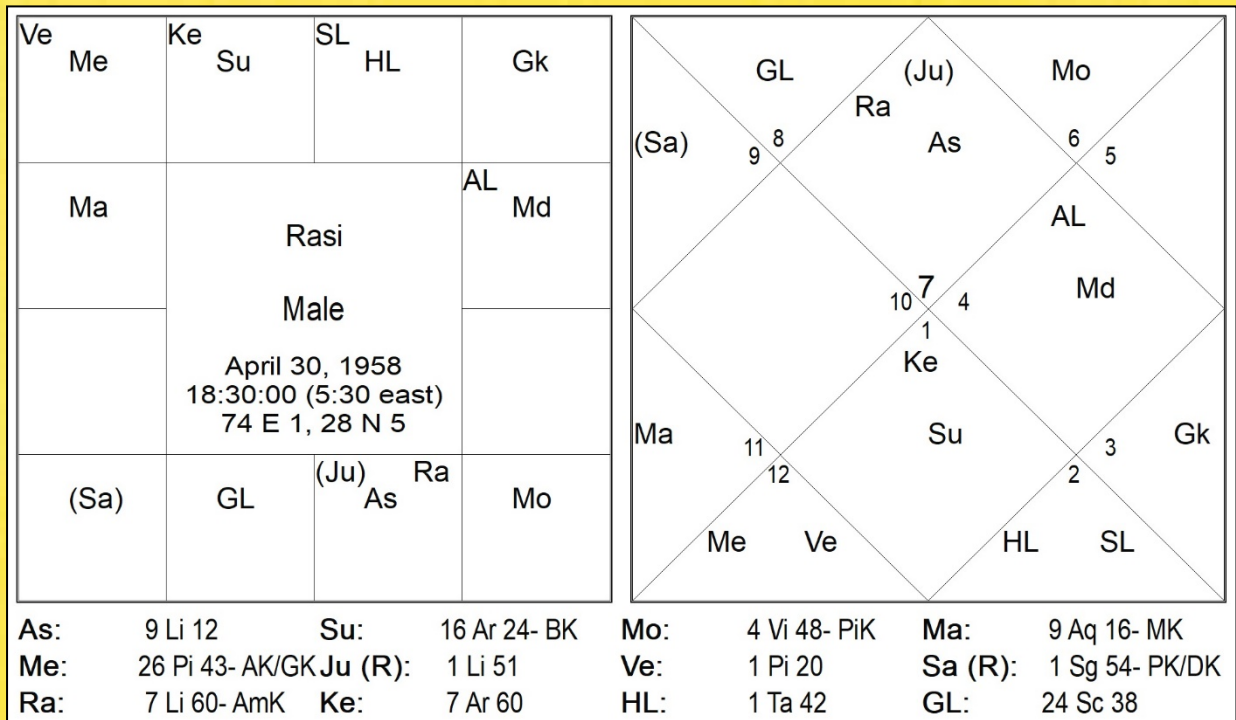 Ve Me
Ke Su
SL HL
Gk
Ma
AL Md
Rasi
Male
April 30, 1958
18:30:00 (5:30 east)
74 E 1, 28 N 5
(Sa)
GL
(Ju) Ra As
Mo
GL
(Ju)
Mo
Ra
(Sa)
8
As
6
9
5
AL
7
Md
10
4
1
Ke
Ma
11
Su
3
Gk
12
2
Me
Ve
HL
SL
As: 9 Li 12 Su: 16 Ar 24- BK Mo: 4 Vi 48- PiK Ma: 9 Aq 16- MK
Me: 26 Pi 43- AK/GK Ju (R): 1 Li 51 Ve: 1 Pi 20 Sa (R): 1 Sg 54- PK/DK
Ra: 7 Li 60- AmK Ke: 7 Ar 60 HL: 1 Ta 42 GL: 24 Sc 38